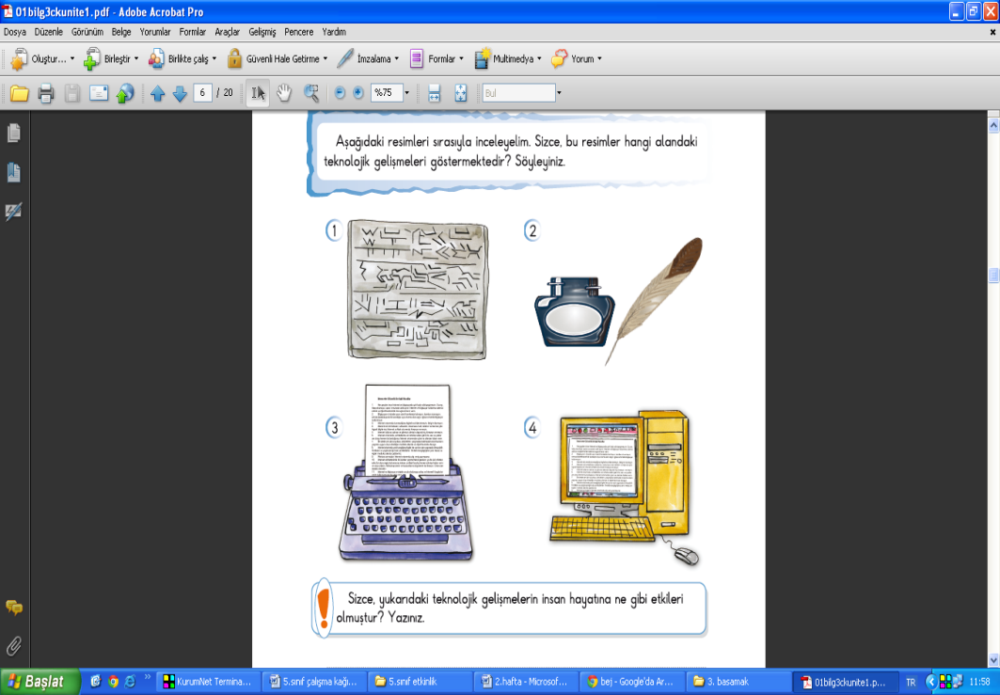 01bilg3ckunite1.pdf - Adobe Acrobat Pro
Dosya Düzenle Görünüm Belge Yorumlar Formlar Araçlar Gelişmiş Pencere Yardım
Oluştur... Birleştir Birlikte çalış Güvenli Hale Getirme İmzalama Formlar Multimedya Yorum
6 / 20 %75 Bul
Aşağıdaki resimleri sırasıyla inceleyelim. Sizce, bu resimler hangi alandaki
teknolojik gelişmeleri göstermektedir? Söyleyiniz.
1 2
3 4
Sizce, yukarıdaki teknolojik gelişmelerin insan hayatına ne gibi etkileri
olmuştur? Yazınız.
Başlat KurumNet Termina... 5.sınıf çalışma kağı... 5.sınıf etkinlik 2.hafta - Microsof... bej - Google'da Ar... 3. basamak 01bilg3ckunite1.p... TR 11:58